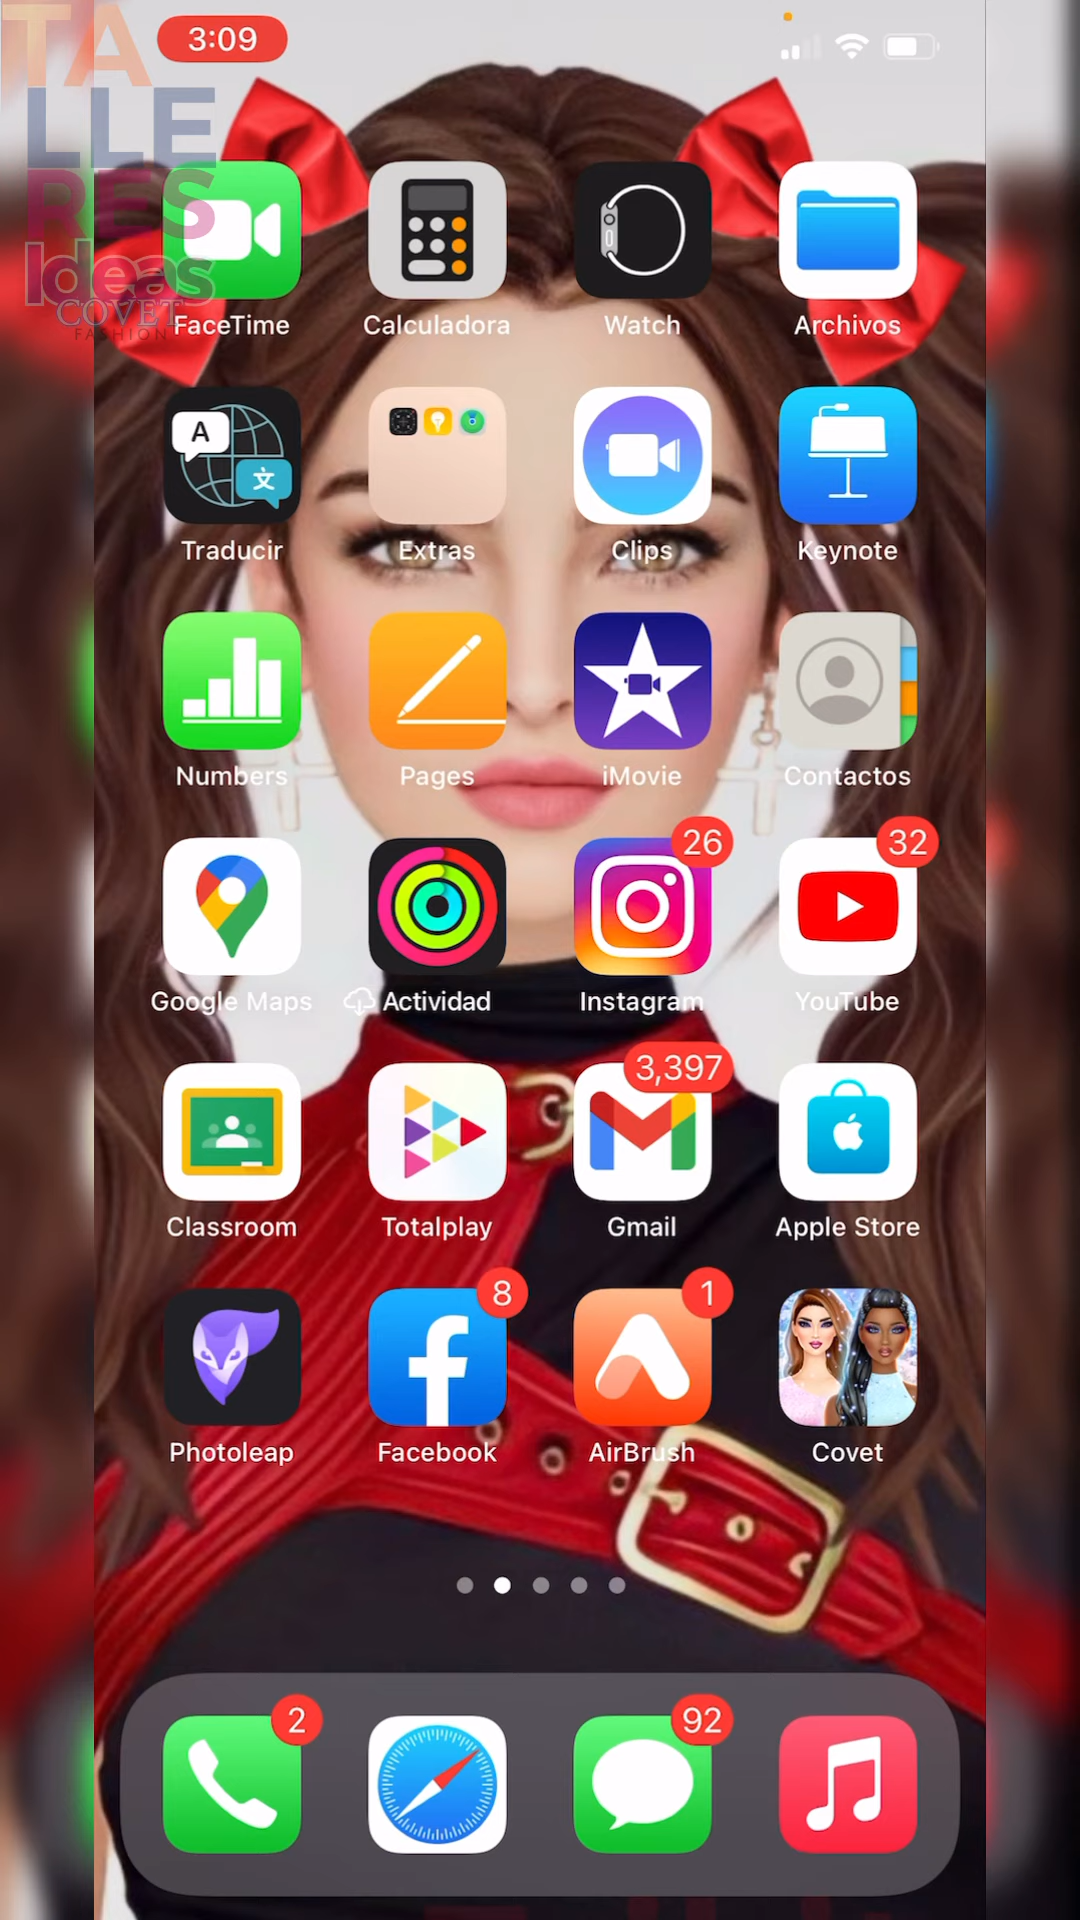 TA
LLE
RES
Ideas
COVET
FASHION
3:09
FaceTime
Calculadora
Watch
Archivos
A
文
Traducir
Extras
Clips
Keynote
Numbers
Pages
iMovie
Contactos
26
32
Google Maps
Actividad
Instagram
YouTube
3,397
Classroom
Totalplay
Gmail
Apple Store
8
1
Photoleap
Facebook
AirBrush
Covet
2
92